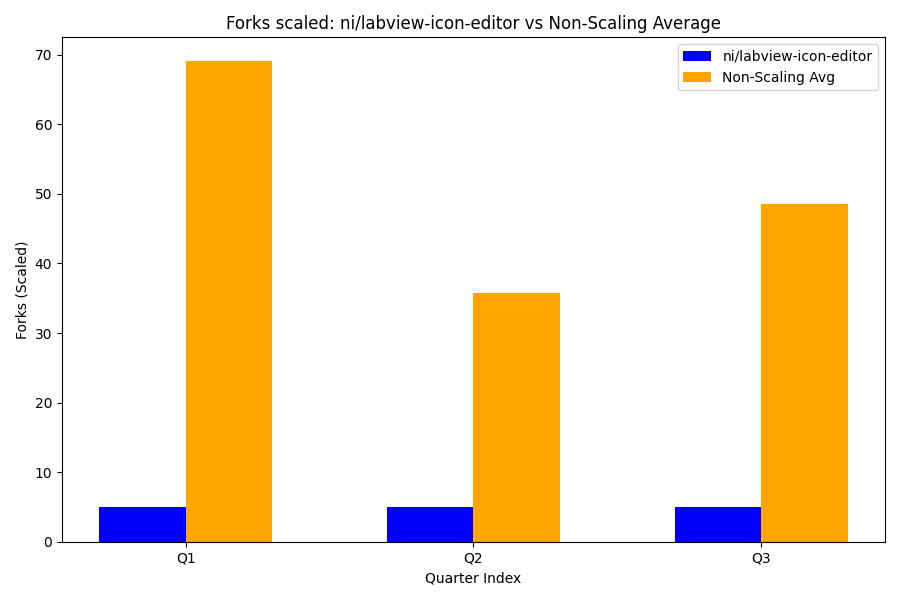 Forks scaled: ni/labview-icon-editor vs Non-Scaling Average
ni/labview-icon-editor
Non-Scaling Avg
Forks (Scaled)
70
60
50
40
30
20
10
0
Q1 Q2 Q3
Quarter Index